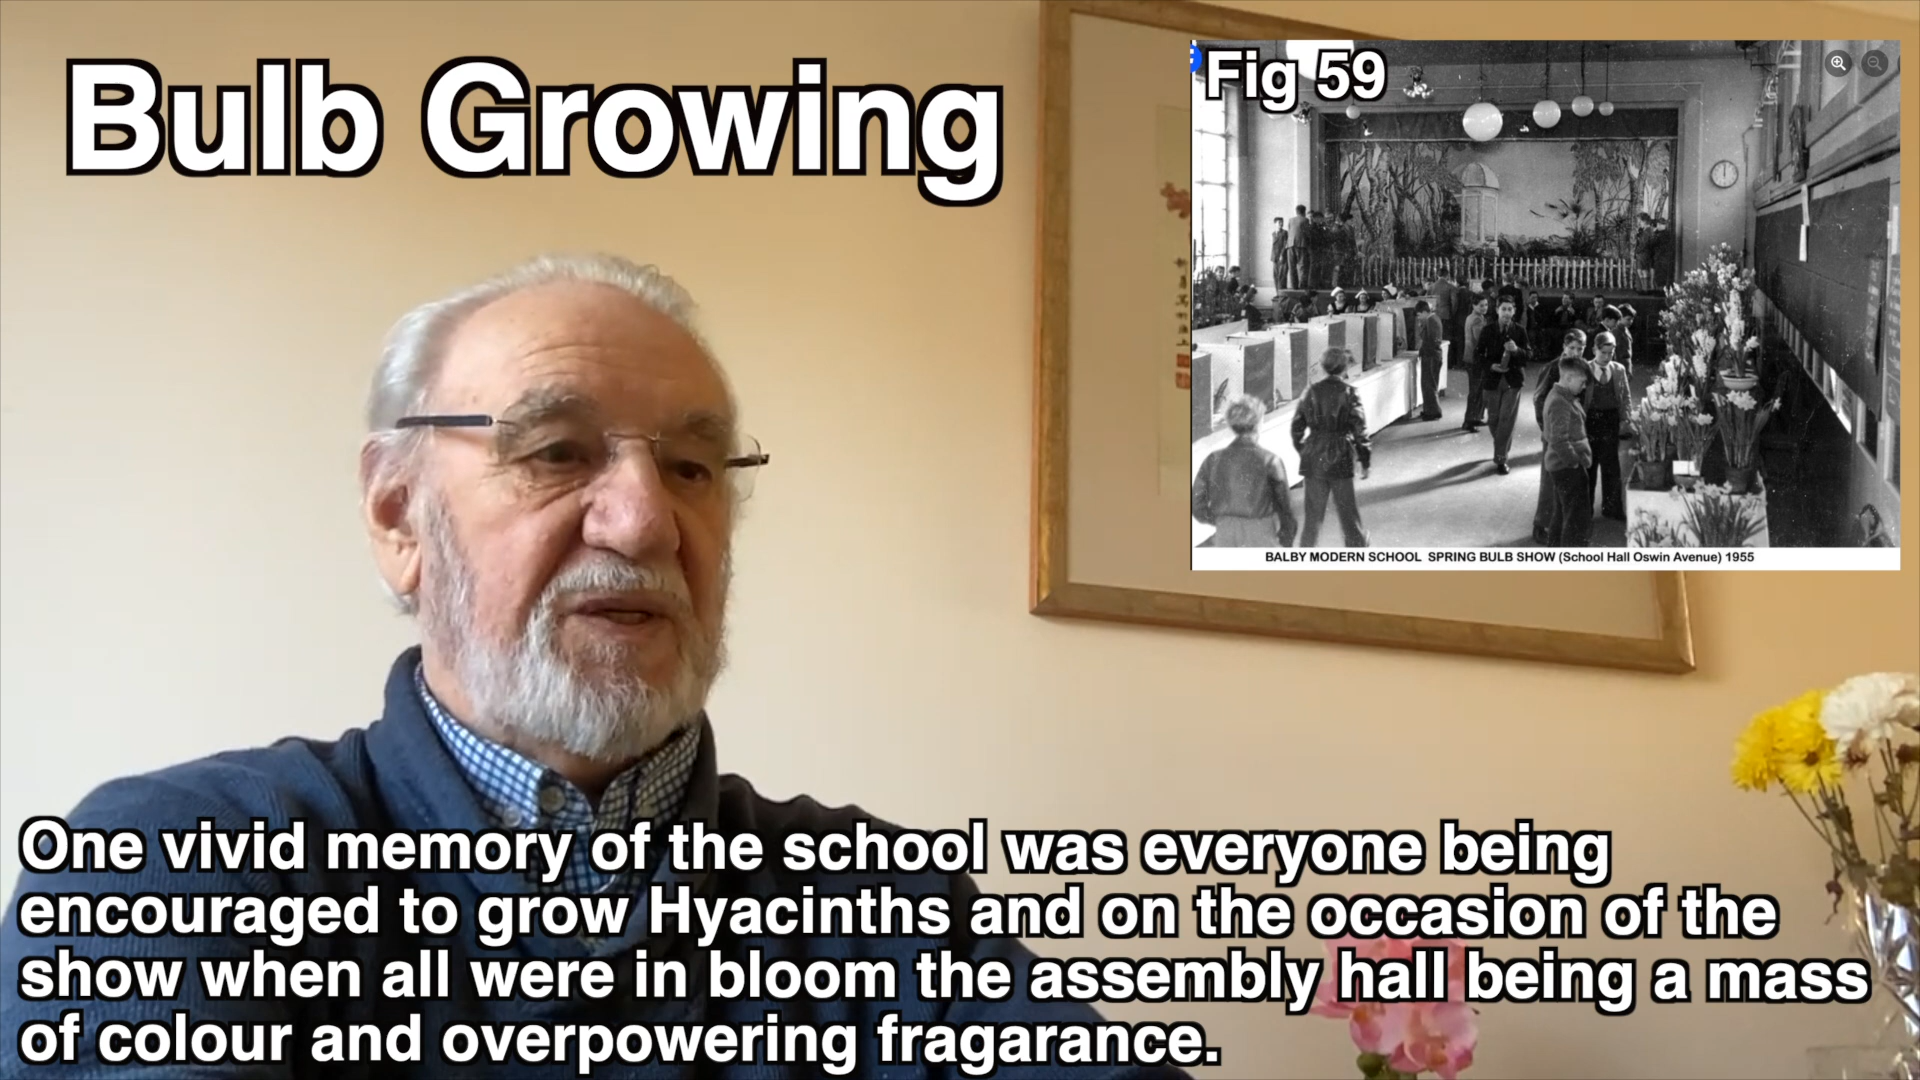 Bulb Growing
Fig 59
BALBY MODERN SCHOOL SPRING BULB SHOW (School Hall Oswin Avenue) 1955
One vivid memory of the school was everyone being
encouraged to grow Hyacinths and on the occasion of the
show when all were in bloom the assembly hall being a mass
of colour and overpowering fragarance.